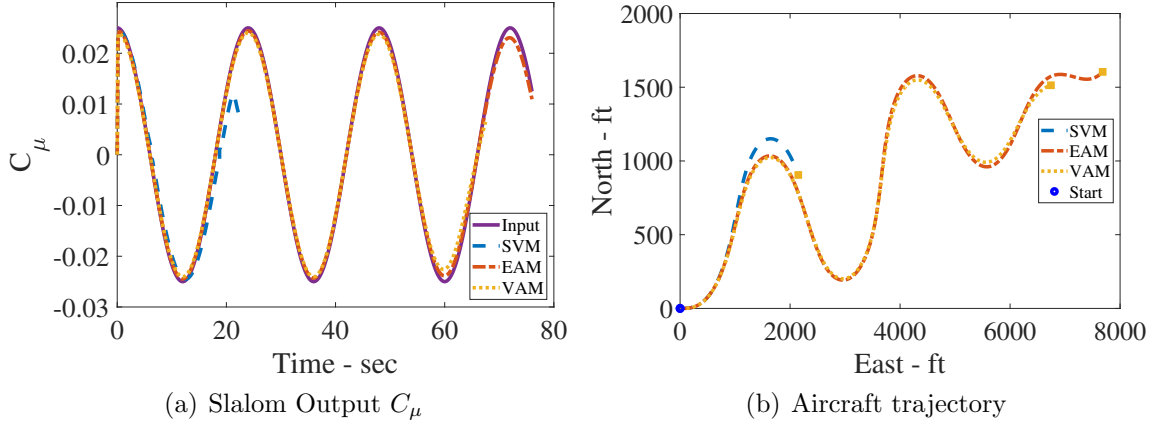 0.02
0.01
0
-0.01
-0.02
-0.03
C_μ
0 20 40 60 80
Time - sec
Input
SVM
EAM
VAM
(a) Slalom Output C_μ
2000
1500
1000
500
0
North - ft
0 2000 4000 6000 8000
East - ft
SVM
EAM
VAM
Start
(b) Aircraft trajectory